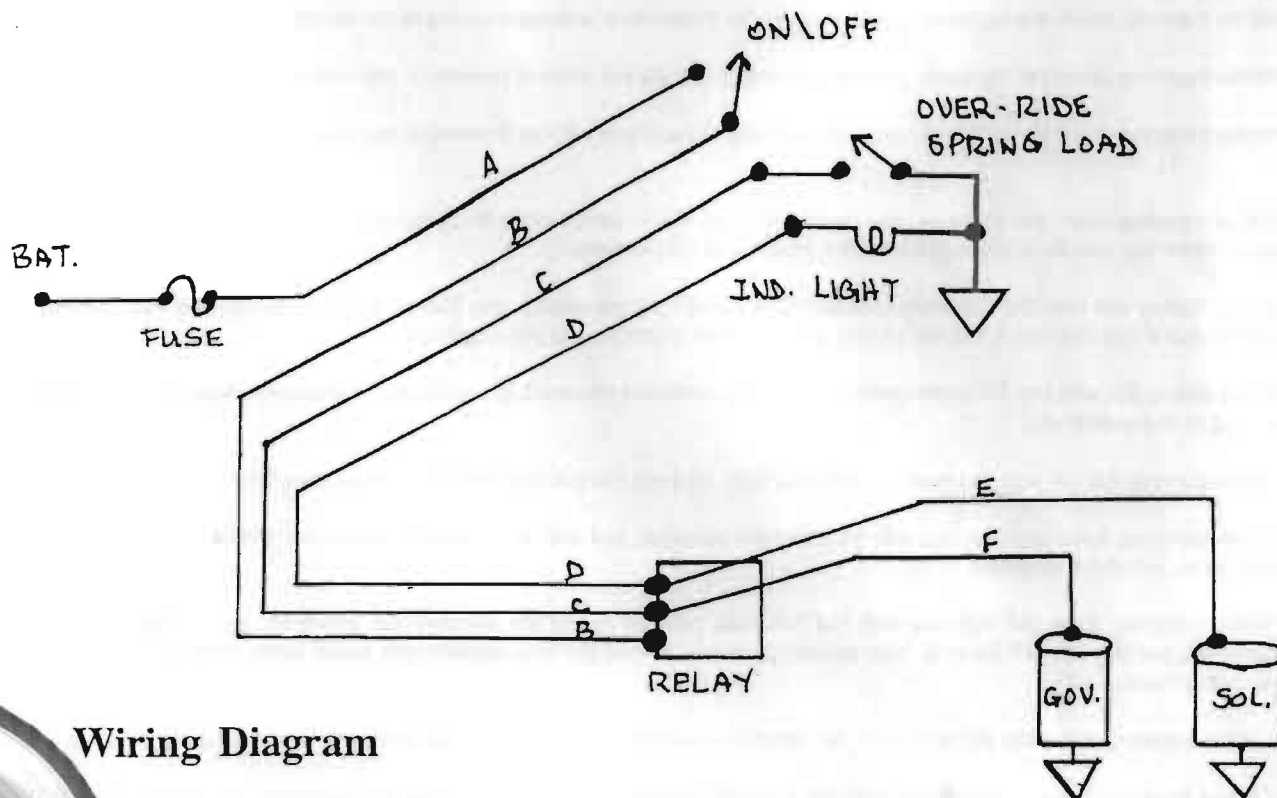 ON\OFF
OVER-RIDE
SPRING LOAD
A
B
C
D
BAT.
FUSE
IND. LIGHT
E
F
D
C
B
RELAY
GOV.
SOL.
Wiring Diagram